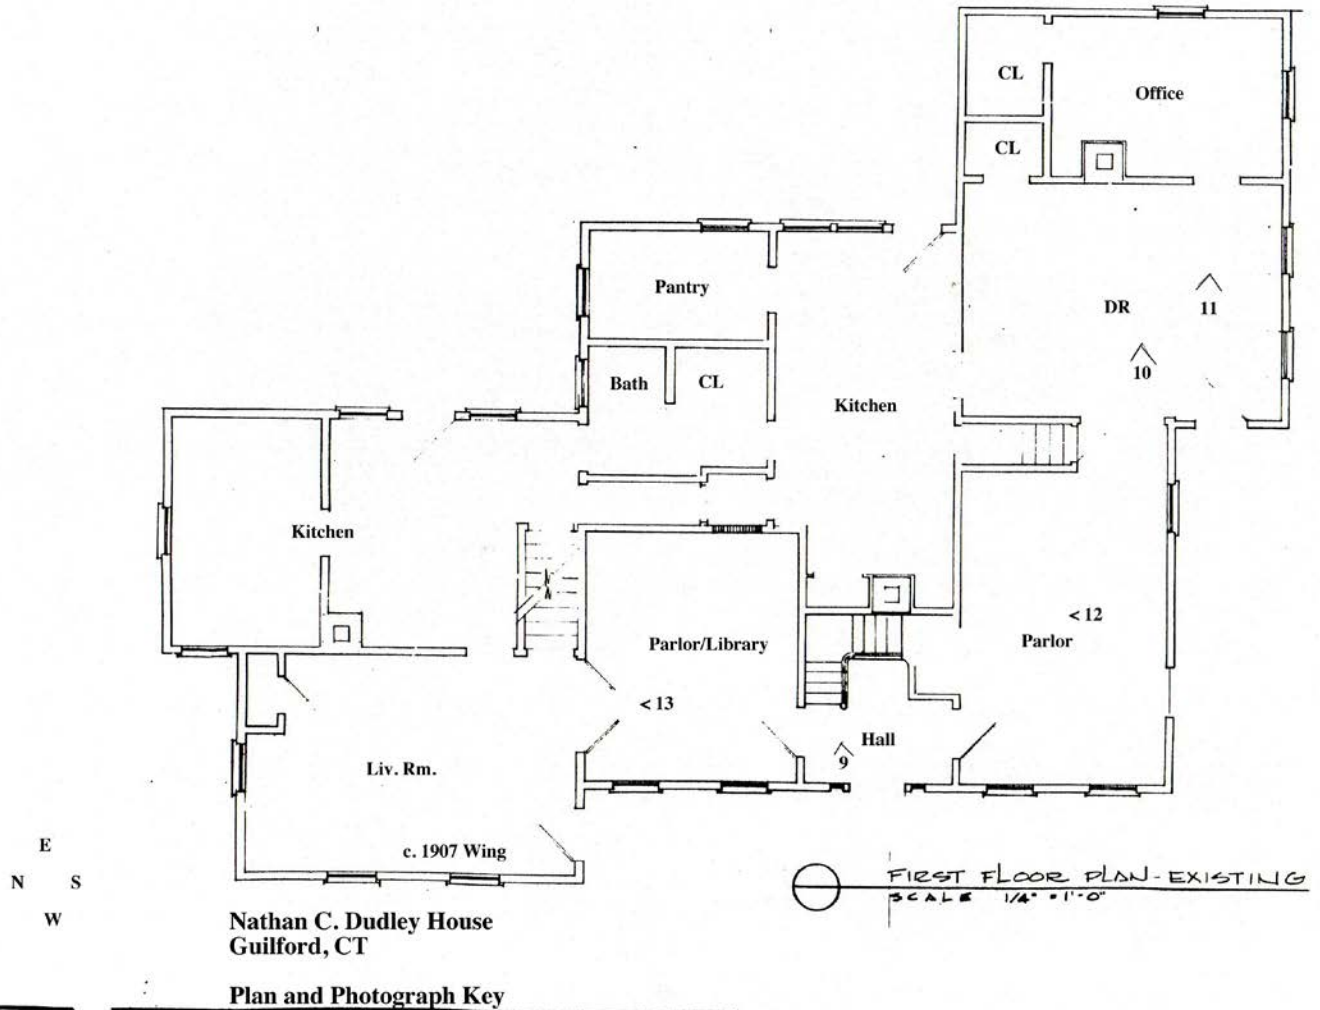 CL
Office
CL
Pantry
DR
11
10
Bath
CL
Kitchen
Kitchen
< 12
Parlor
Parlor/Library
< 13
Hall
9
Liv. Rm.
c. 1907 Wing
E
N S
W
FIRST FLOOR PLAN - EXISTING
SCALE 1/4" = 1'-0"
Nathan C. Dudley House
Guilford, CT
Plan and Photograph Key